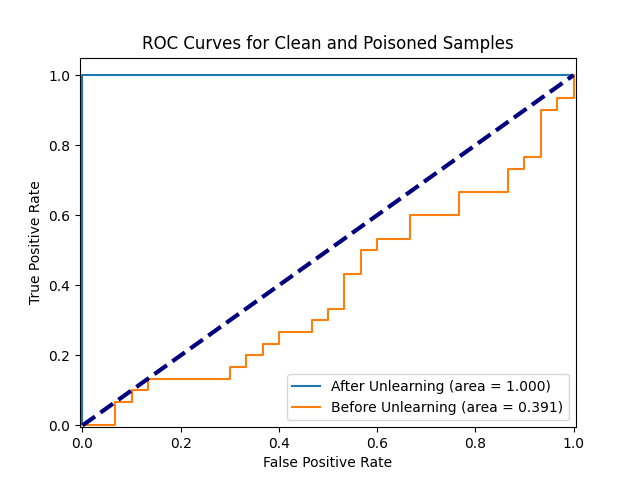 ROC Curves for Clean and Poisoned Samples
True Positive Rate
1.0
0.8
0.6
0.4
0.2
0.0
After Unlearning (area = 1.000)
Before Unlearning (area = 0.391)
0.0 0.2 0.4 0.6 0.8 1.0
False Positive Rate